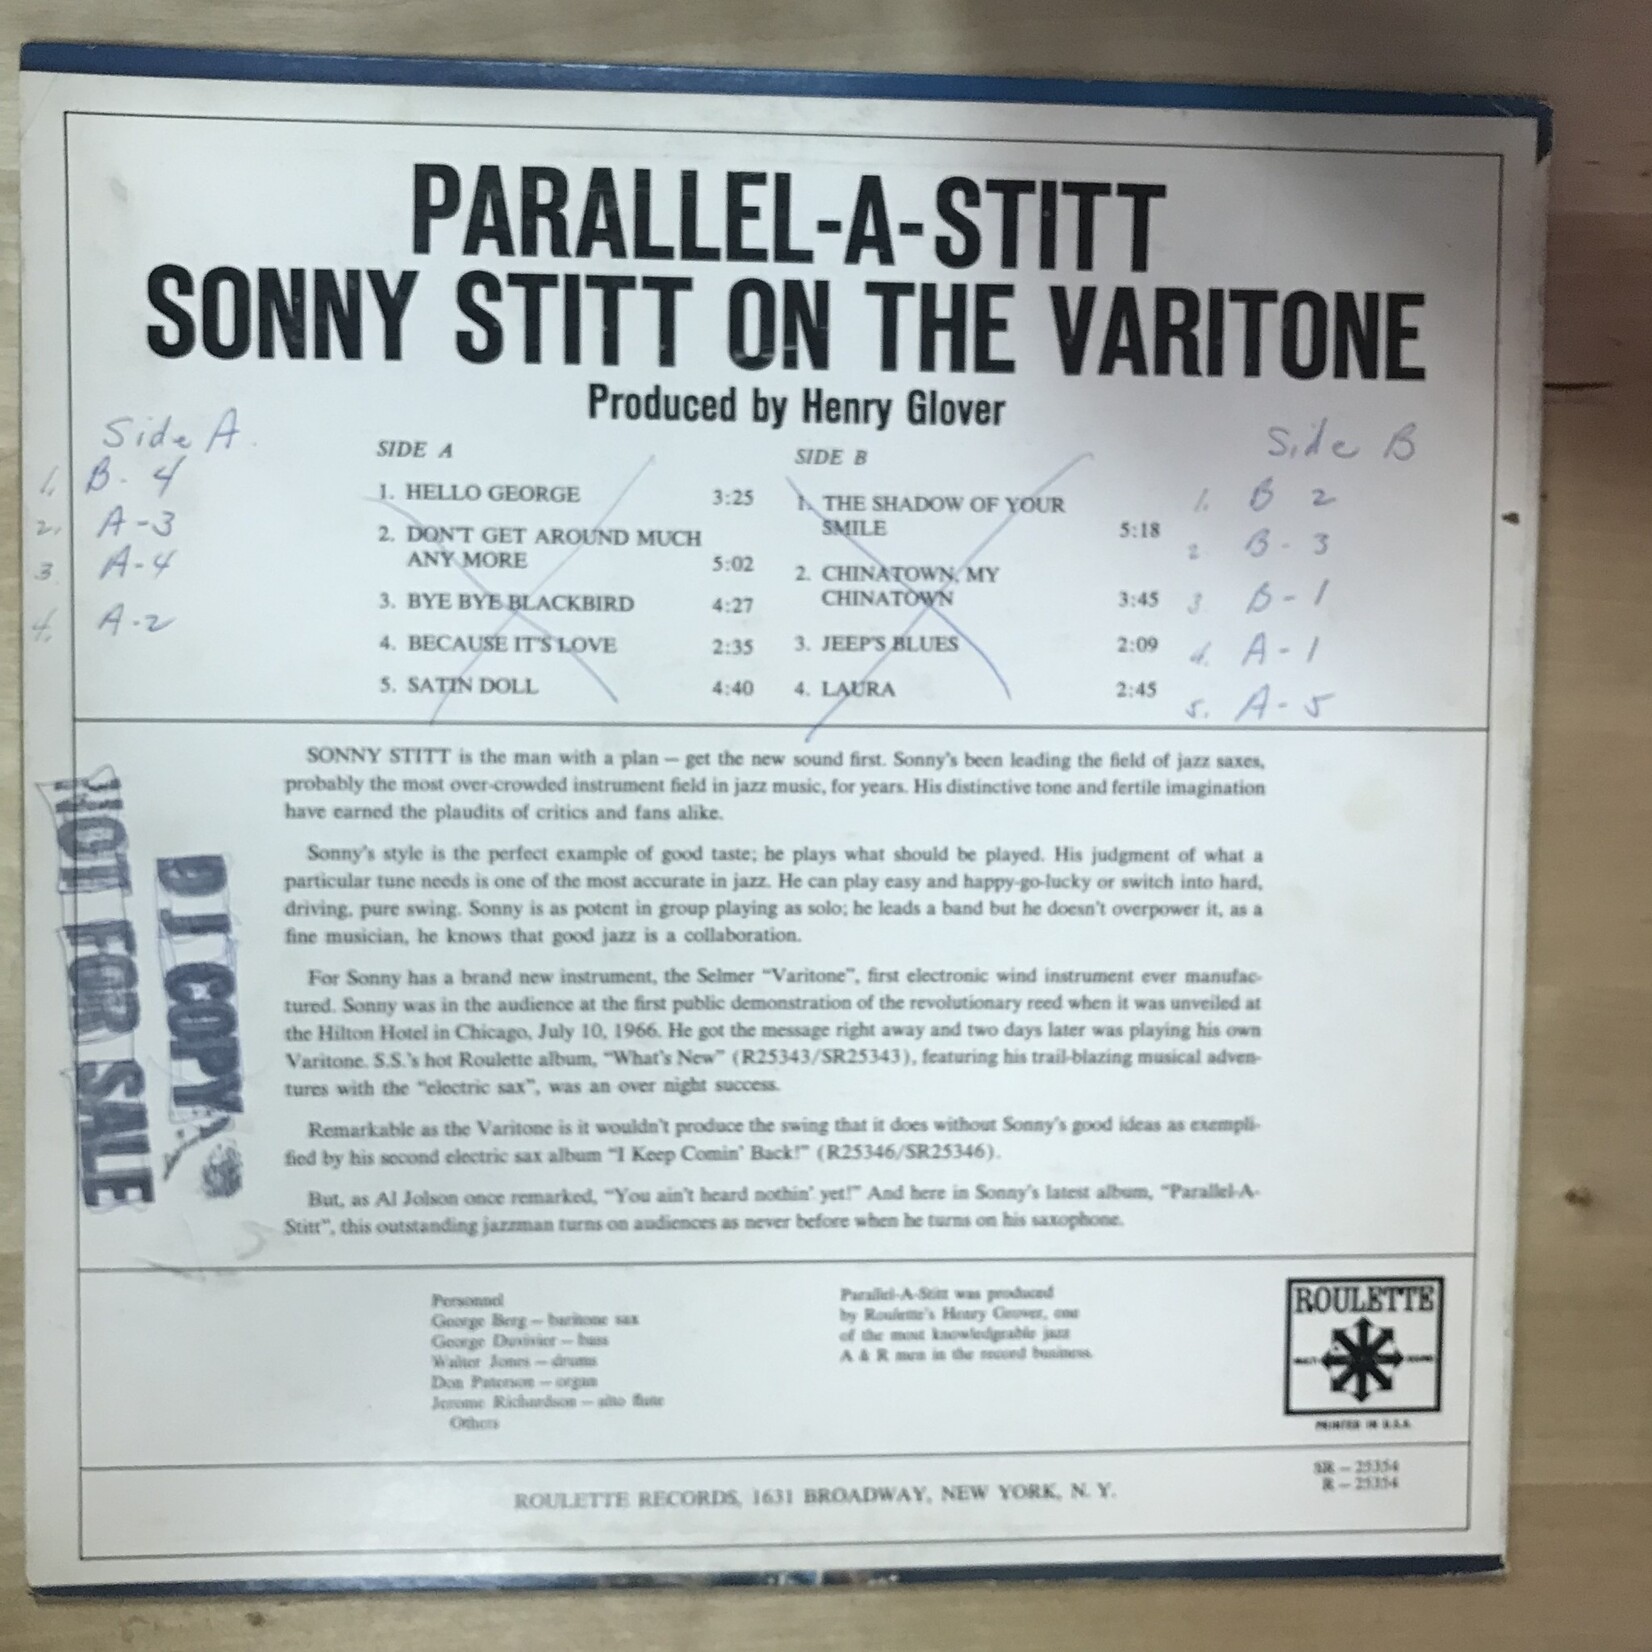 PARALLEL-A-STITT
SONNY STITT ON THE VARITONE
Produced by Henry Glover
Side A.
1. B-4
2. A-3
3. A-4
4. A-2
SIDE A
1. HELLO GEORGE 3:25
2. DON'T GET AROUND MUCH
ANY MORE 5:02
3. BYE BYE BLACKBIRD 4:27
4. BECAUSE IT'S LOVE 2:35
5. SATIN DOLL 4:40
SIDE B
1. THE SHADOW OF YOUR
SMILE 5:18
2. CHINATOWN, MY
CHINATOWN 3:45
3. JEEP'S BLUES 2:09
4. LAURA 2:45
Side B
1. B 2
2 B-3
3 B-1
4. A-1
5. A-5
SONNY STITT is the man with a plan — get the new sound first. Sonny's been leading the field of jazz saxes,
probably the most over-crowded instrument field in jazz music, for years. His distinctive tone and fertile imagination
have earned the plaudits of critics and fans alike.
Sonny's style is the perfect example of good taste; he plays what should be played. His judgment of what a
particular tune needs is one of the most accurate in jazz. He can play easy and happy-go-lucky or switch into hard,
driving, pure swing. Sonny is as potent in group playing as solo; he leads a band but he doesn't overpower it, as a
fine musician, he knows that good jazz is a collaboration.
For Sonny has a brand new instrument, the Selmer "Varitone", first electronic wind instrument ever manufac-
tured. Sonny was in the audience at the first public demonstration of the revolutionary reed when it was unveiled at
the Hilton Hotel in Chicago, July 10, 1966. He got the message right away and two days later was playing his own
Varitone. S.S.'s hot Roulette album, "What's New" (R25343/SR25343), featuring his trail-blazing musical adven-
tures with the "electric sax", was an over night success.
Remarkable as the Varitone is it wouldn't produce the swing that it does without Sonny's good ideas as exempli-
fied by his second electric sax album "I Keep Comin' Back!" (R25346/SR25346).
But, as Al Jolson once remarked, "You ain't heard nothin' yet!" And here in Sonny's latest album, "Parallel-A-
Stitt", this outstanding jazzman turns on audiences as never before when he turns on his saxophone.
NOT FOR SALE
D J COPY
Personnel
George Berg — baritone sax
George Duvivier — bass
Walter Jones — drums
Don Paterson — organ
Jerome Richardson — alto flute
Others
Parallel-A-Stitt was produced
by Roulette's Henry Glover, one
of the most knowledgeable jazz
A & R men in the record business.
ROULETTE
PRINTED IN U.S.A.
SR — 25354
R — 25354
ROULETTE RECORDS, 1631 BROADWAY, NEW YORK, N. Y.